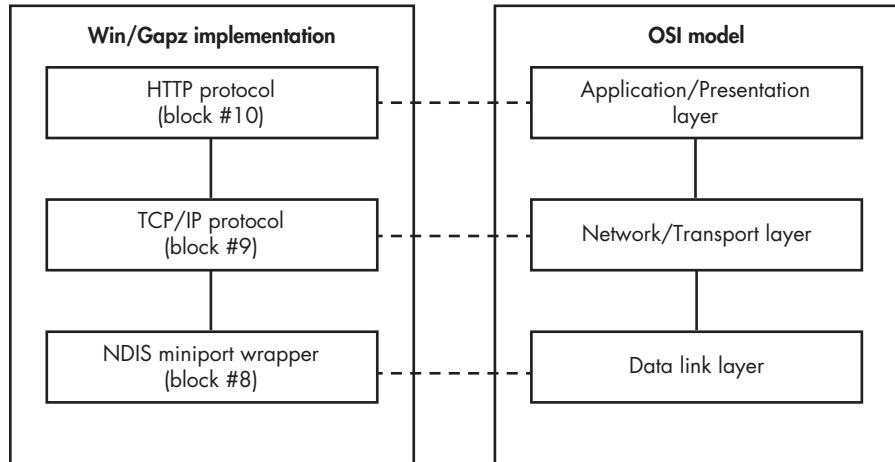 Win/Gapz implementation
HTTP protocol
(block #10)
TCP/IP protocol
(block #9)
NDIS miniport wrapper
(block #8)
OSI model
Application/Presentation
layer
Network/Transport layer
Data link layer